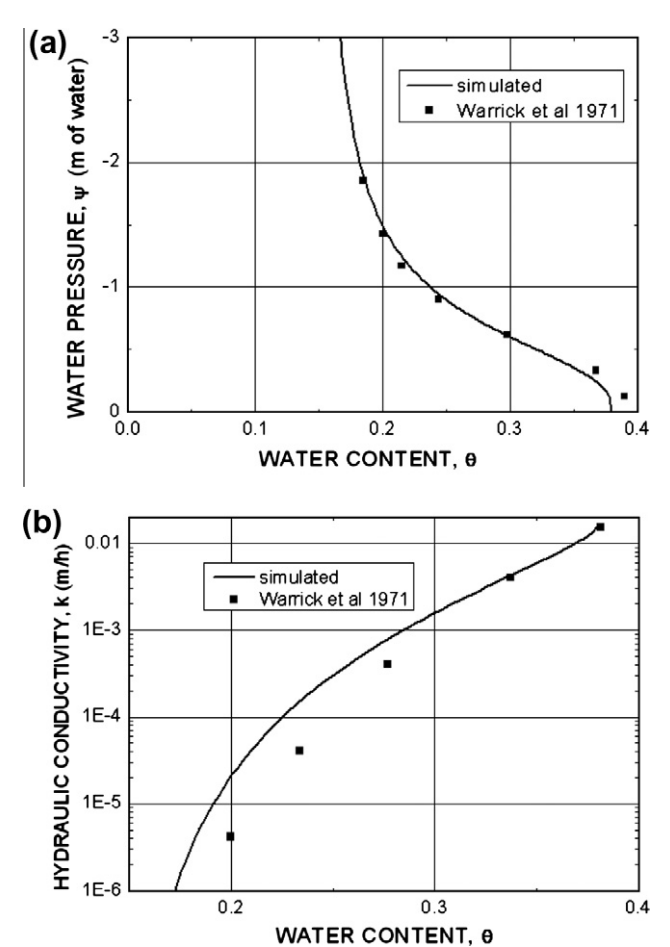 (a)
-3
-2
-1
0
WATER PRESSURE, ψ (m of water)
simulated
Warrick et al 1971
0.0 0.1 0.2 0.3 0.4
WATER CONTENT, θ
(b)
0.01
1E-3
1E-4
1E-5
1E-6
HYDRAULIC CONDUCTIVITY, k (m/h)
simulated
Warrick et al 1971
0.2 0.3 0.4
WATER CONTENT, θ